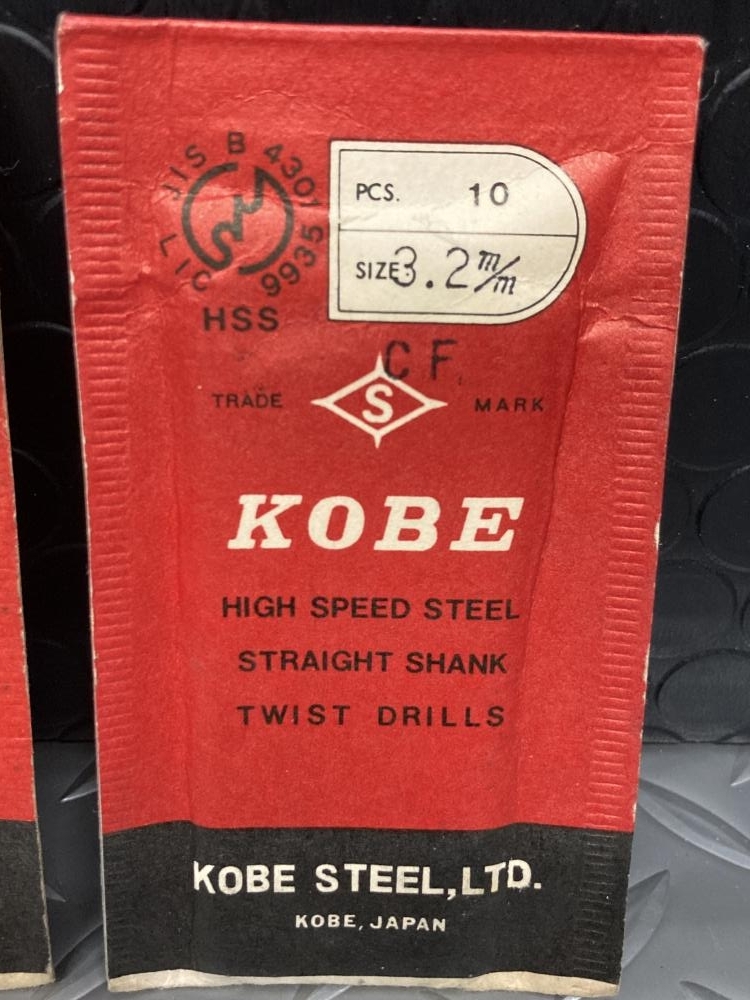 JIS B 4301
LIC 9935
HSS
PCS. 10
SIZE. 3.2 m/m
CF.
TRADE S MARK
KOBE
HIGH SPEED STEEL
STRAIGHT SHANK
TWIST DRILLS
KOBE STEEL,LTD.
KOBE, JAPAN